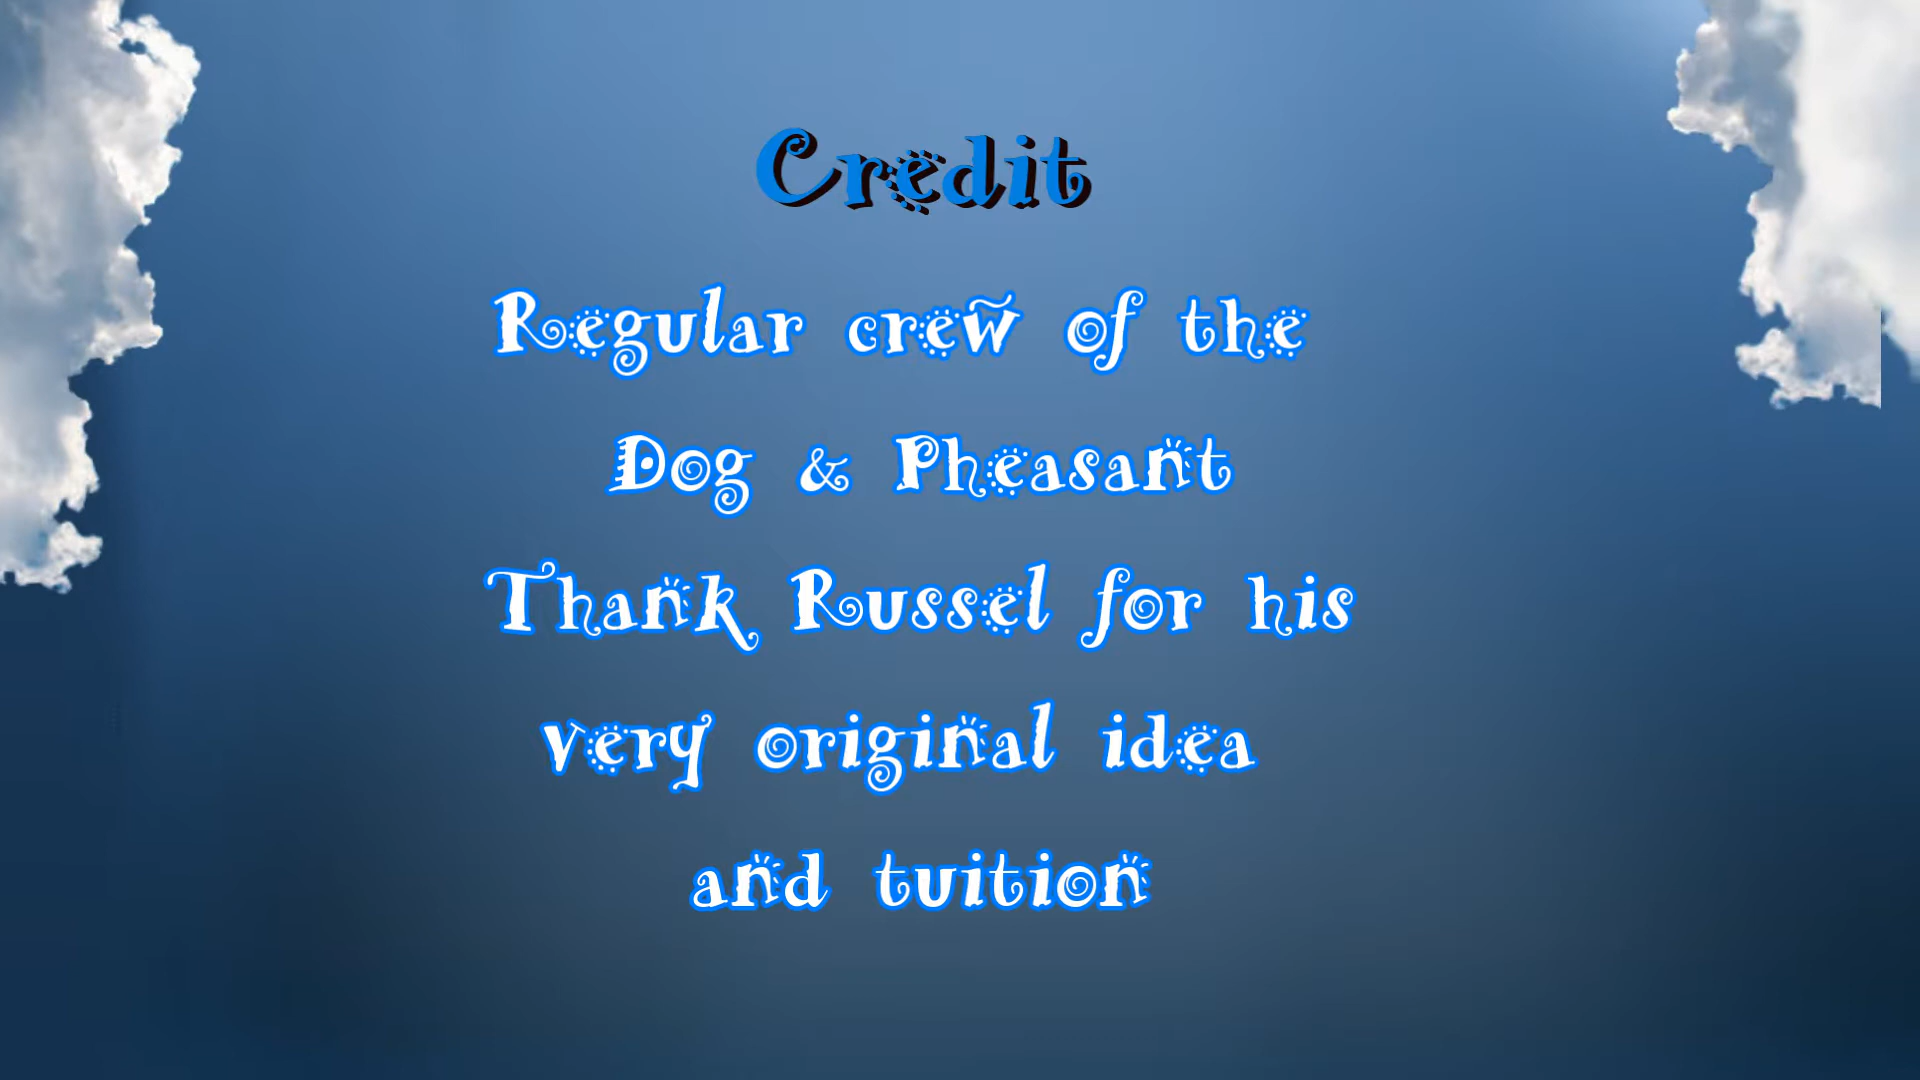 Credit
Regular crew of the
Dog & Pheasant
Thank Russel for his
very original idea
and tuition